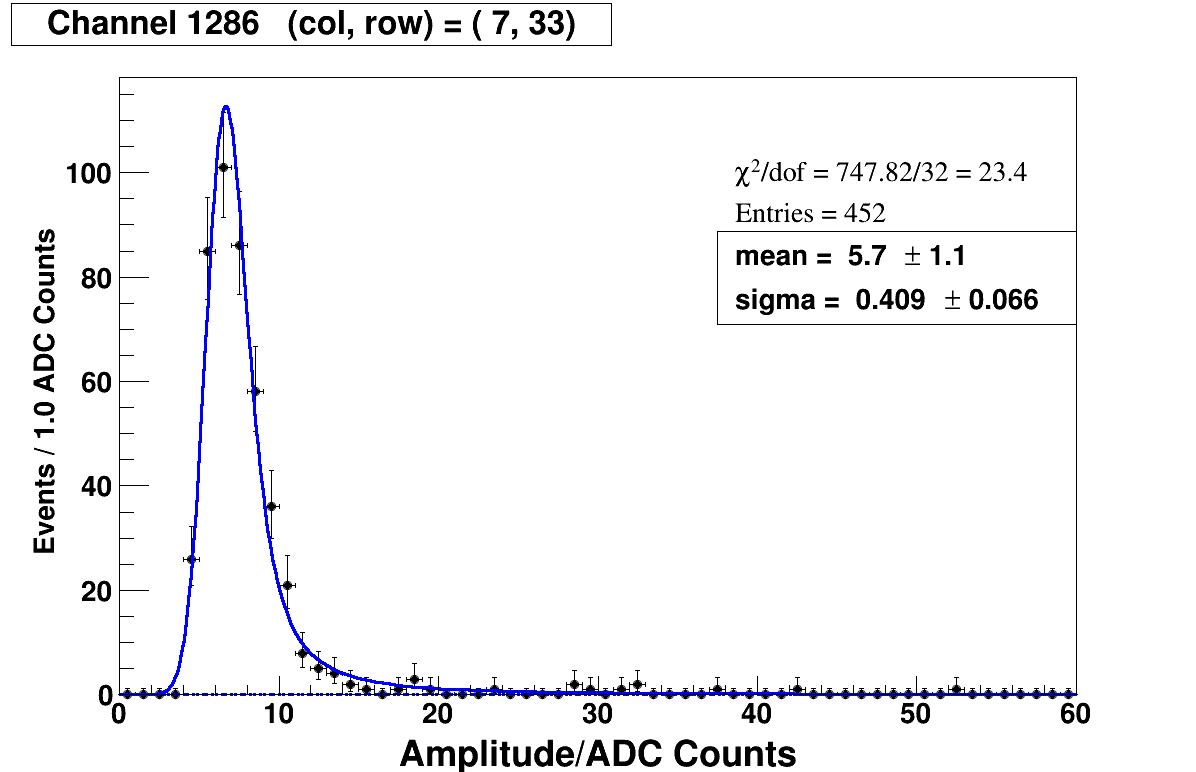 Channel 1286 (col, row) = ( 7, 33)
χ²/dof = 747.82/32 = 23.4
Entries = 452
mean = 5.7 ± 1.1
sigma = 0.409 ± 0.066
Events / 1.0 ADC Counts
100
80
60
40
20
0
0 10 20 30 40 50 60
Amplitude/ADC Counts